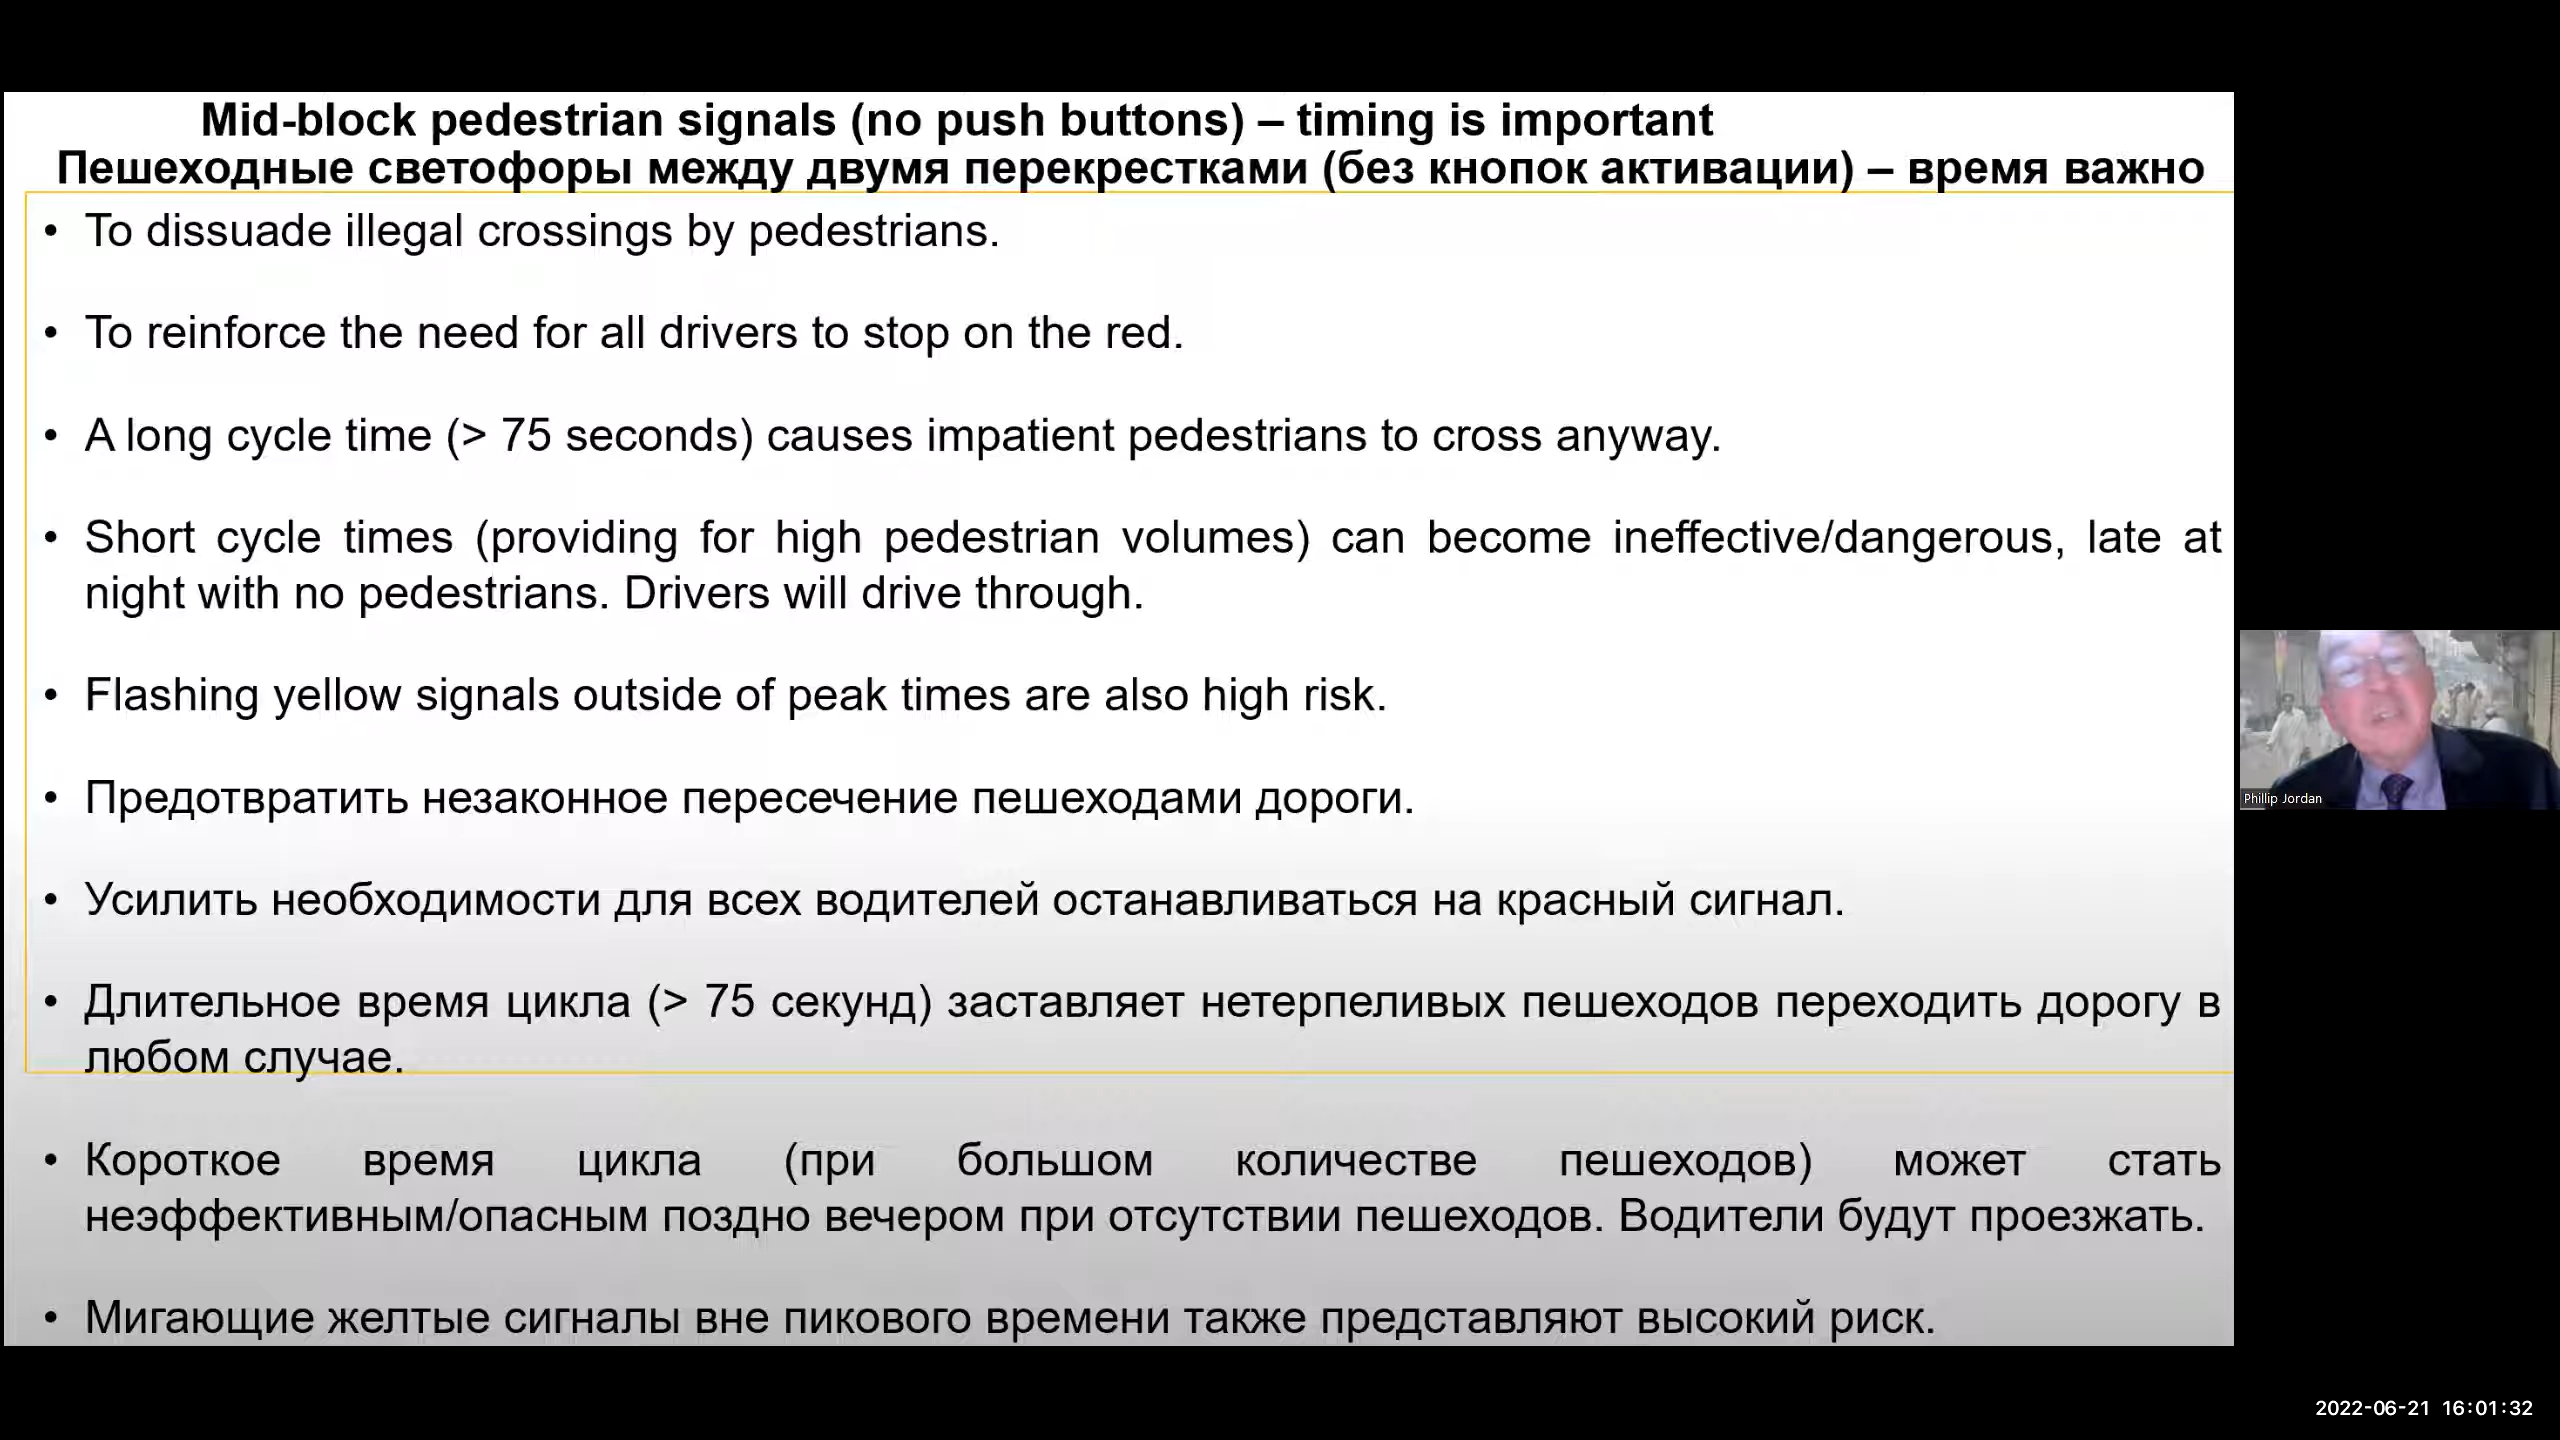 Mid-block pedestrian signals (no push buttons) – timing is important
Пешеходные светофоры между двумя перекрестками (без кнопок активации) – время важно
• To dissuade illegal crossings by pedestrians.
• To reinforce the need for all drivers to stop on the red.
• A long cycle time (> 75 seconds) causes impatient pedestrians to cross anyway.
• Short cycle times (providing for high pedestrian volumes) can become ineffective/dangerous, late at
night with no pedestrians. Drivers will drive through.
• Flashing yellow signals outside of peak times are also high risk.
• Предотвратить незаконное пересечение пешеходами дороги.
• Усилить необходимости для всех водителей останавливаться на красный сигнал.
• Длительное время цикла (> 75 секунд) заставляет нетерпеливых пешеходов переходить дорогу в
любом случае.
• Короткое время цикла (при большом количестве пешеходов) может стать
неэффективным/опасным поздно вечером при отсутствии пешеходов. Водители будут проезжать.
• Мигающие желтые сигналы вне пикового времени также представляют высокий риск.
Phillip Jordan
2022-06-21 16:01:32